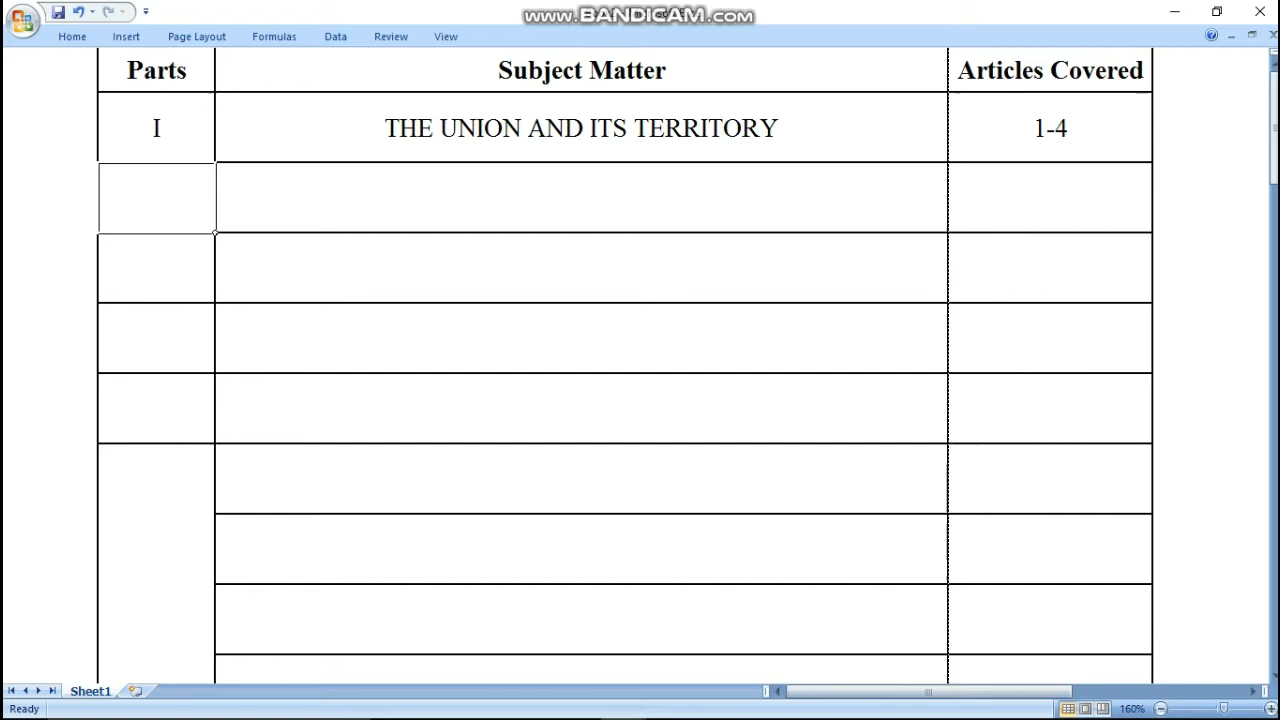 www.BANDICAM.com
Home Insert Page Layout Formulas Data Review View
Parts Subject Matter Articles Covered
I THE UNION AND ITS TERRITORY 1-4
Sheet1
Ready 160%